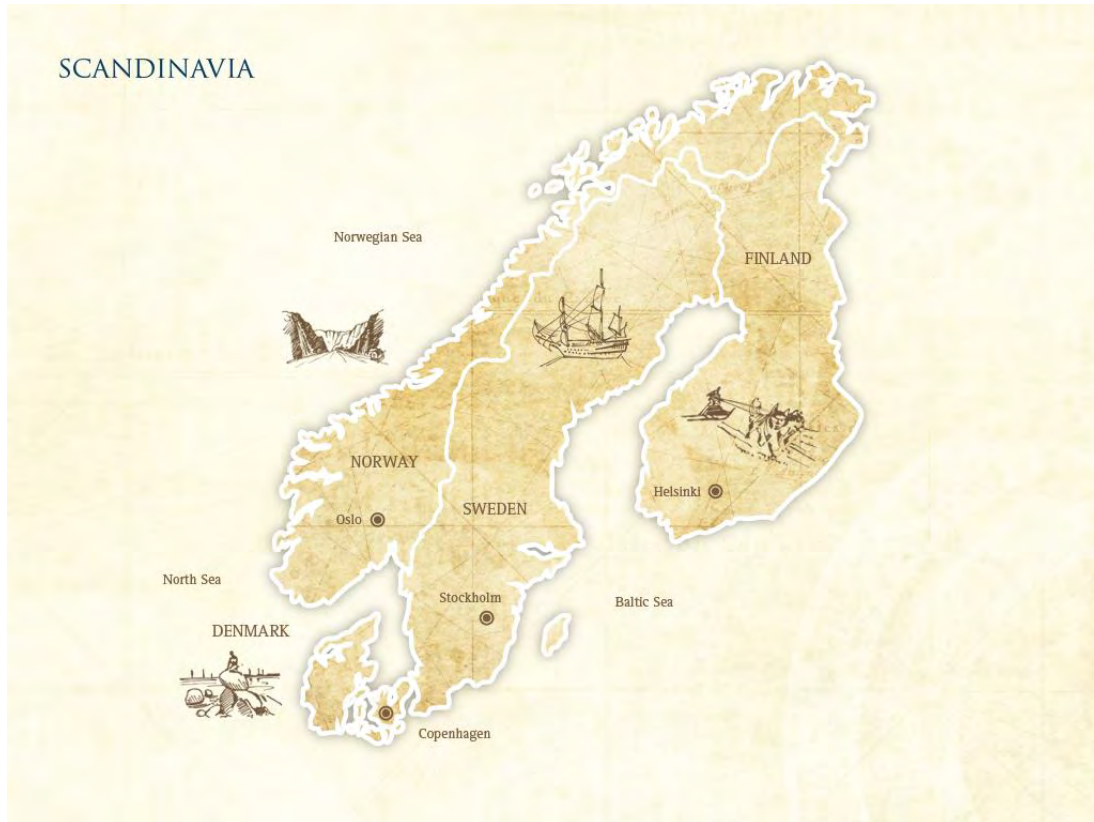 SCANDINAVIA
Norwegian Sea
FINLAND
NORWAY
Helsinki
SWEDEN
Oslo
North Sea
Stockholm
Baltic Sea
DENMARK
Copenhagen